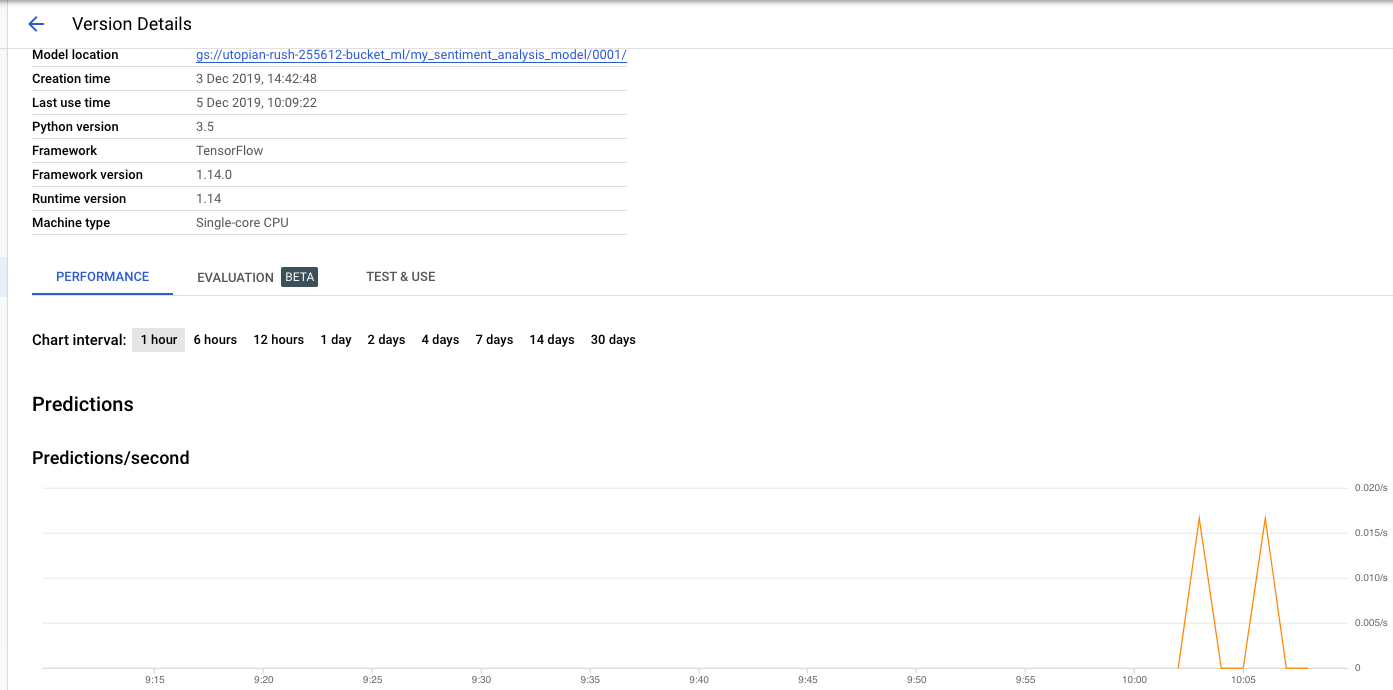 Version Details
Model location gs://utopian-rush-255612-bucket_ml/my_sentiment_analysis_model/0001/
Creation time 3 Dec 2019, 14:42:48
Last use time 5 Dec 2019, 10:09:22
Python version 3.5
Framework TensorFlow
Framework version 1.14.0
Runtime version 1.14
Machine type Single-core CPU
PERFORMANCE EVALUATION BETA TEST & USE
Chart interval: 1 hour 6 hours 12 hours 1 day 2 days 4 days 7 days 14 days 30 days
Predictions
Predictions/second
0.020/s
0.015/s
0.010/s
0.005/s
0
9:15 9:20 9:25 9:30 9:35 9:40 9:45 9:50 9:55 10:00 10:05